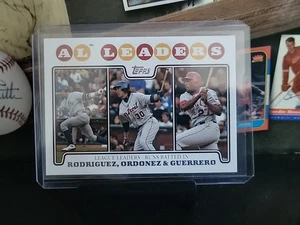 AL LEADERS
Topps
30
LEAGUE LEADERS - RUNS BATTED IN
RODRIGUEZ, ORDONEZ & GUERRERO